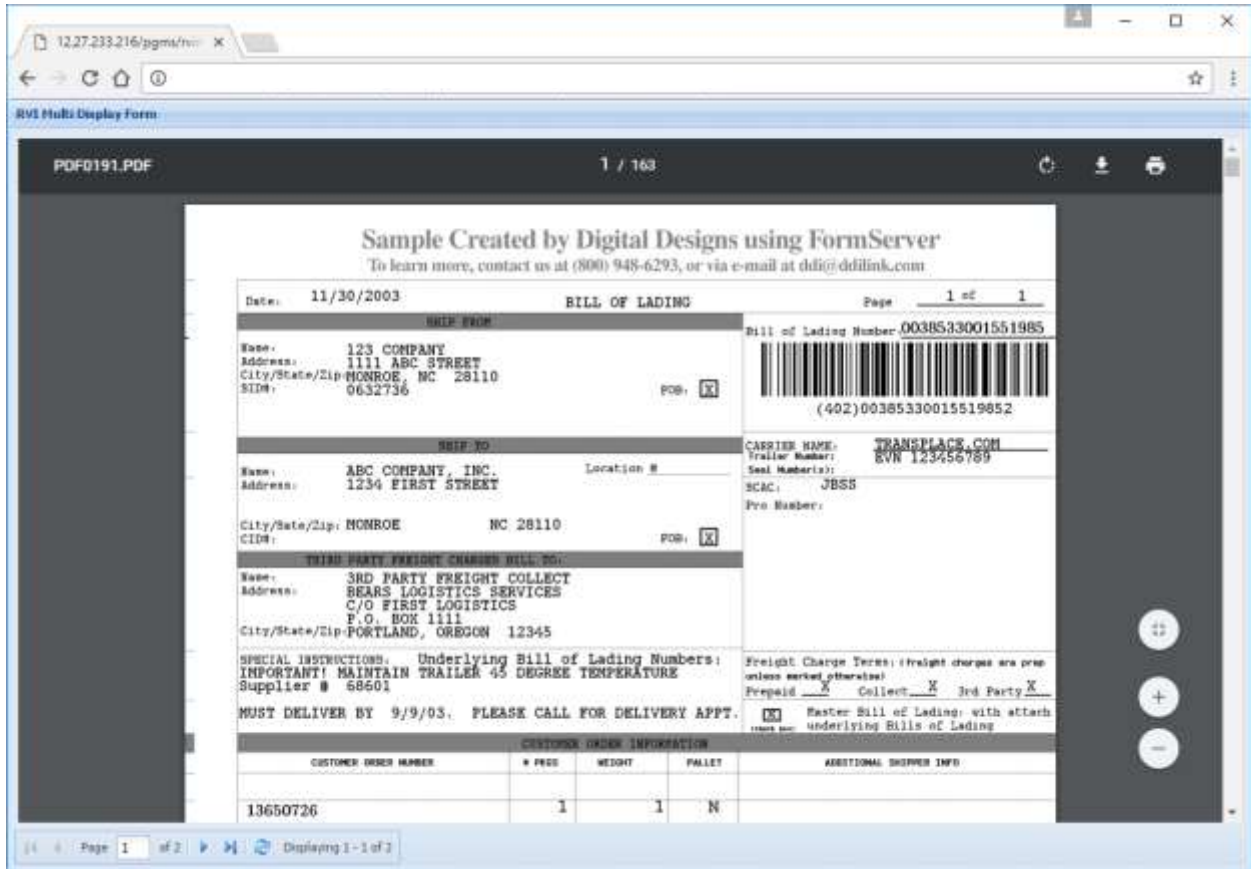 12.27.233.216/pgms/rvi
RVI Multi Display Form
PDF0191.PDF 1 / 163
Sample Created by Digital Designs using FormServer
To learn more, contact us at (800) 948-6293, or via e-mail at ddi@ddilink.com
Date: 11/30/2003 BILL OF LADING Page 1 of 1
SHIP FROM
Bill of Lading Number: 0038533001551985
Name: 123 COMPANY
Address: 1111 ABC STREET
City/State/Zip: MONROE, NC 28110
SID#: 0632736 FOB: X
(402)00385330015519852
SHIP TO
CARRIER NAME: TRANSPLACE.COM
Trailer Number: EVN 123456789
Seal Number(s):
Name: ABC COMPANY, INC. Location #
Address: 1234 FIRST STREET
SCAC: JBSS
Pro Number:
City/Sate/Zip: MONROE NC 28110
CID#: FOB: X
THIRD PARTY FREIGHT CHARGES BILL TO:
Name: 3RD PARTY FREIGHT COLLECT
Address: BEARS LOGISTICS SERVICES
C/O FIRST LOGISTICS
P.O. BOX 1111
City/State/Zip: PORTLAND, OREGON 12345
SPECIAL INSTRUCTIONS: Underlying Bill of Lading Numbers:
IMPORTANT! MAINTAIN TRAILER 45 DEGREE TEMPERATURE
Supplier # 68601
MUST DELIVER BY 9/9/03. PLEASE CALL FOR DELIVERY APPT.
Freight Charge Terms: (freight charges are prep
unless marked otherwise)
Prepaid X Collect X 3rd Party X
X Master Bill of Lading: with attach
underlying Bills of Lading
CUSTOMER ORDER INFORMATION
CUSTOMER ORDER NUMBER # PKGS WEIGHT PALLET ADDITIONAL SHIPPER INFO
13650726 1 1 N
Page 1 of 2 Displaying 1 - 1 of 2